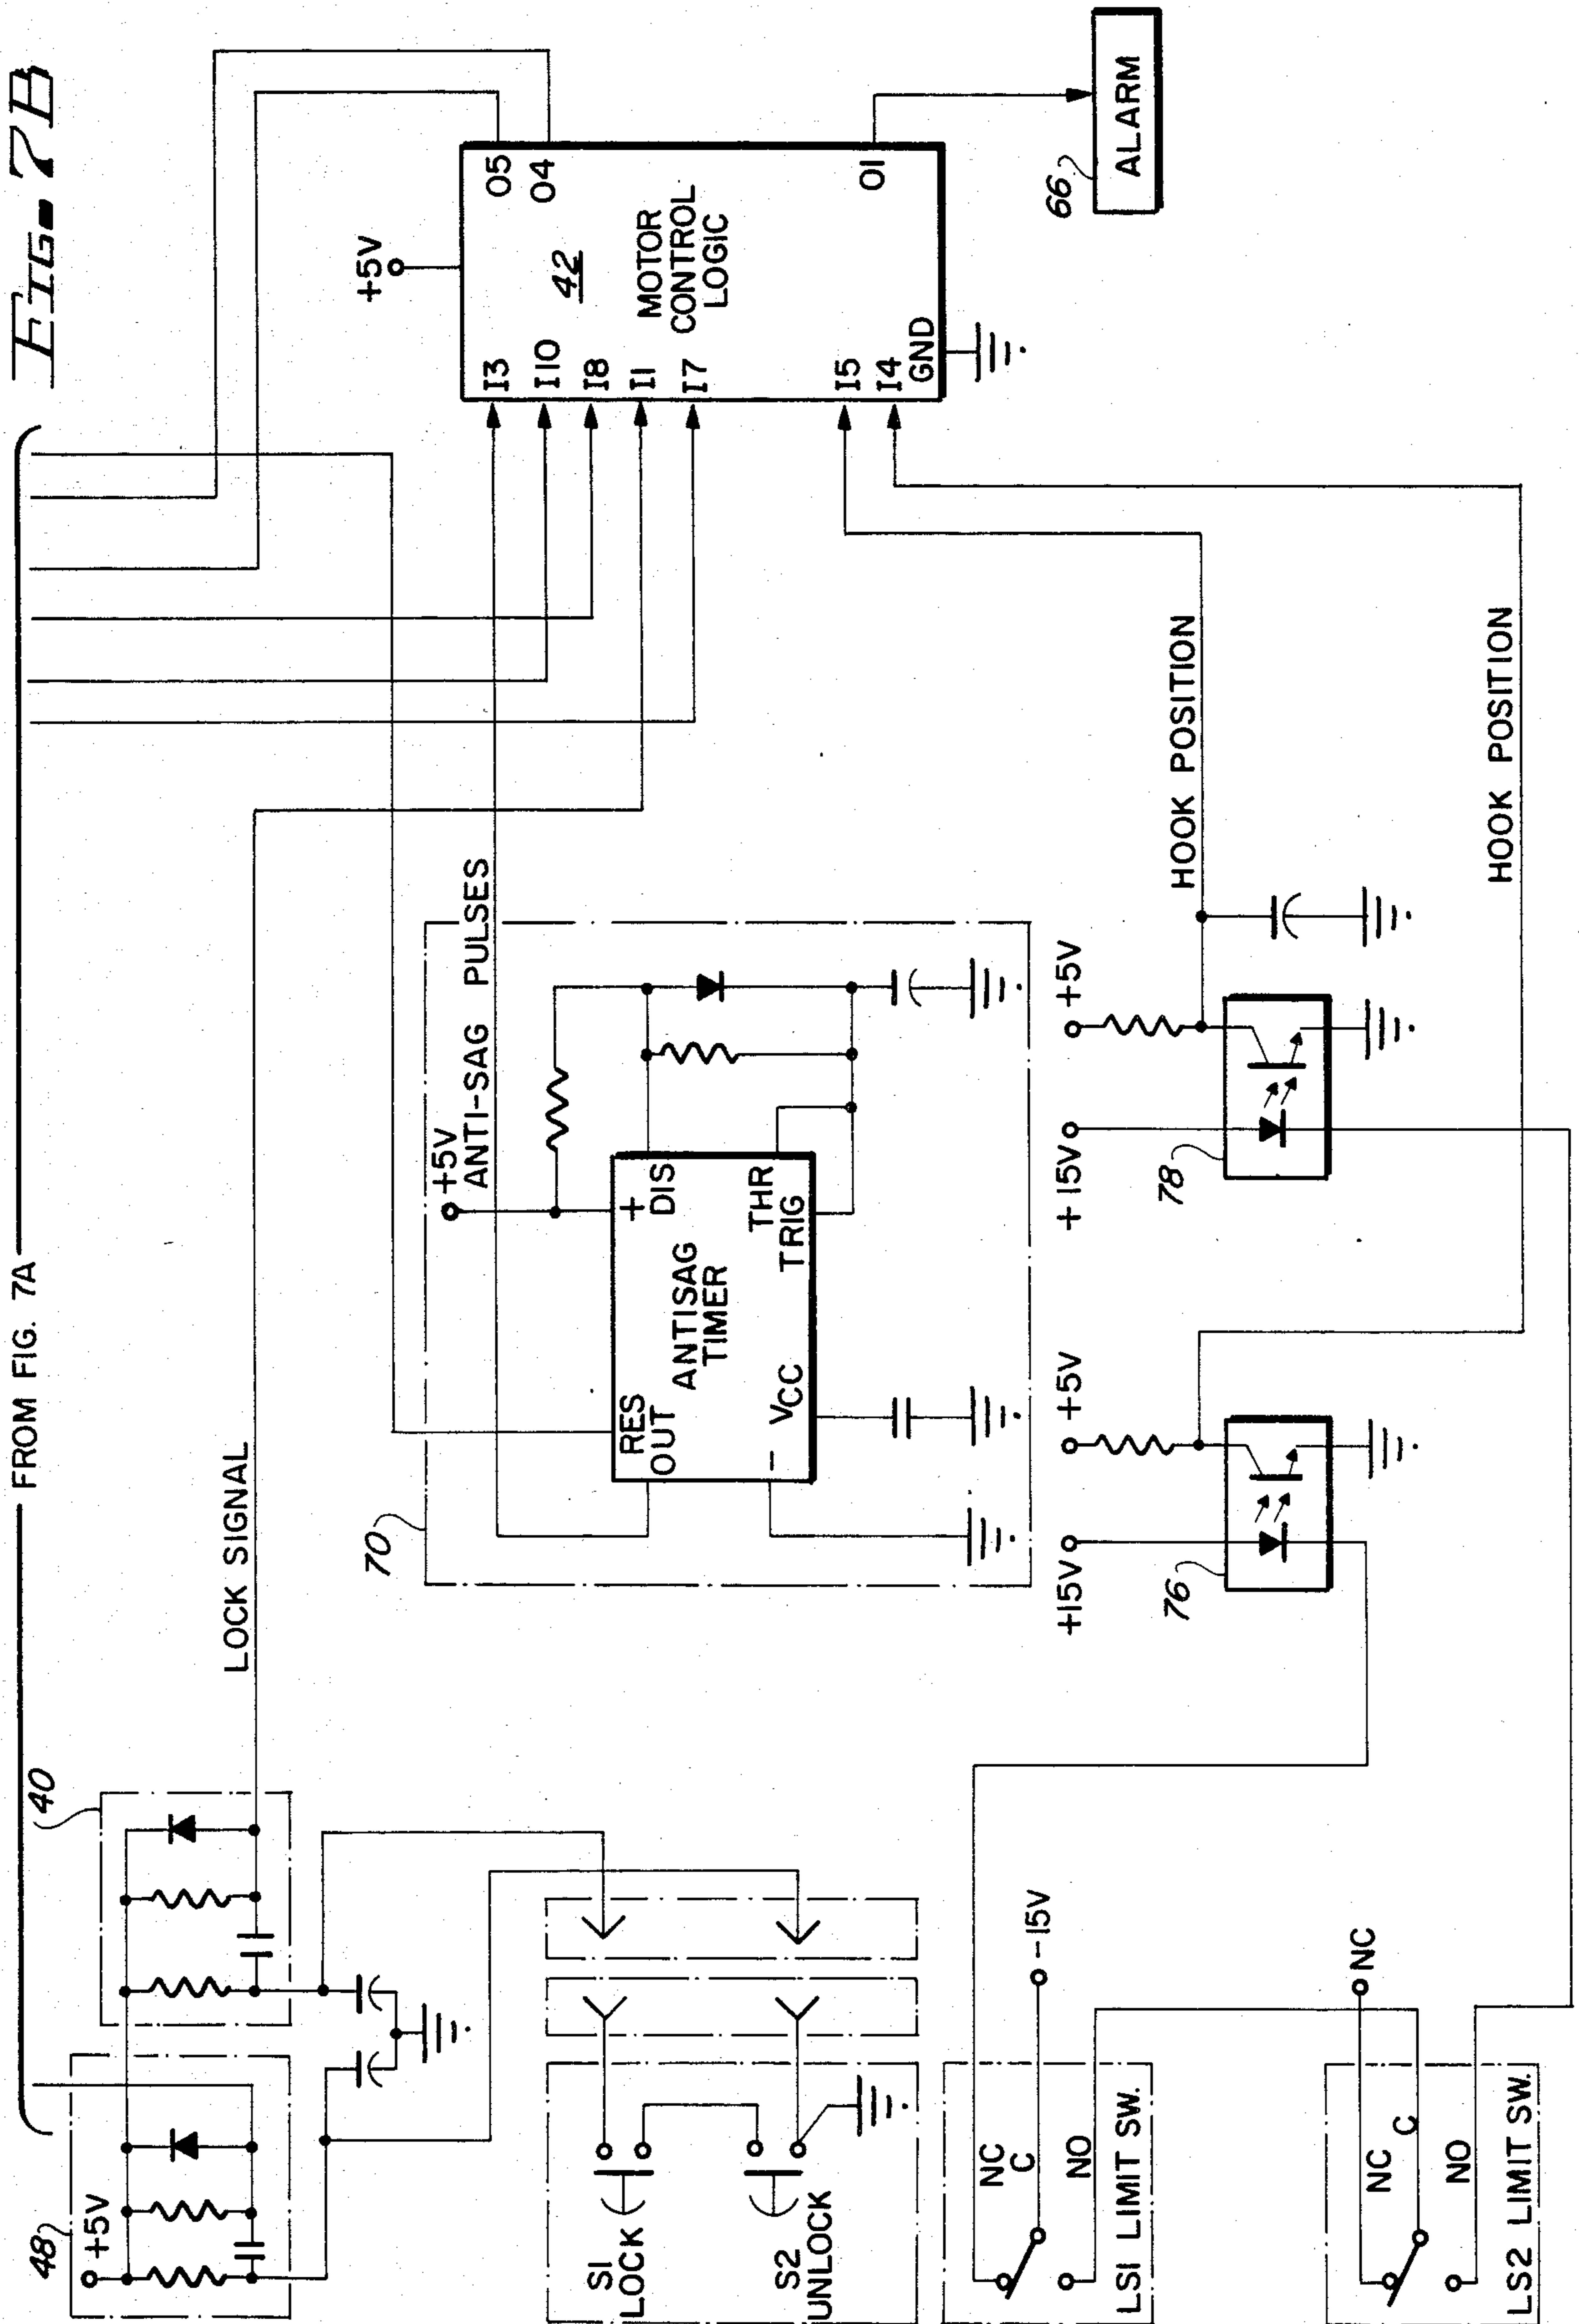 Fig. 7B
FROM FIG. 7A
48
+5V
40
LOCK SIGNAL
S1
LOCK
S2
UNLOCK
70
+5V
ANTI-SAG PULSES
RES
OUT
+
DIS
ANTISAG
TIMER
THR
TRIG
-
VCC
+5V
I3
I10
I8
I1
I7
I5
I4
GND
O5
O4
O1
42
MOTOR
CONTROL
LOGIC
66
ALARM
HOOK POSITION
HOOK POSITION
+15V
+5V
76
+15V
+5V
78
NC
C
NO
-15V
LS1 LIMIT SW.
NC
C
NO
NC
LS2 LIMIT SW.